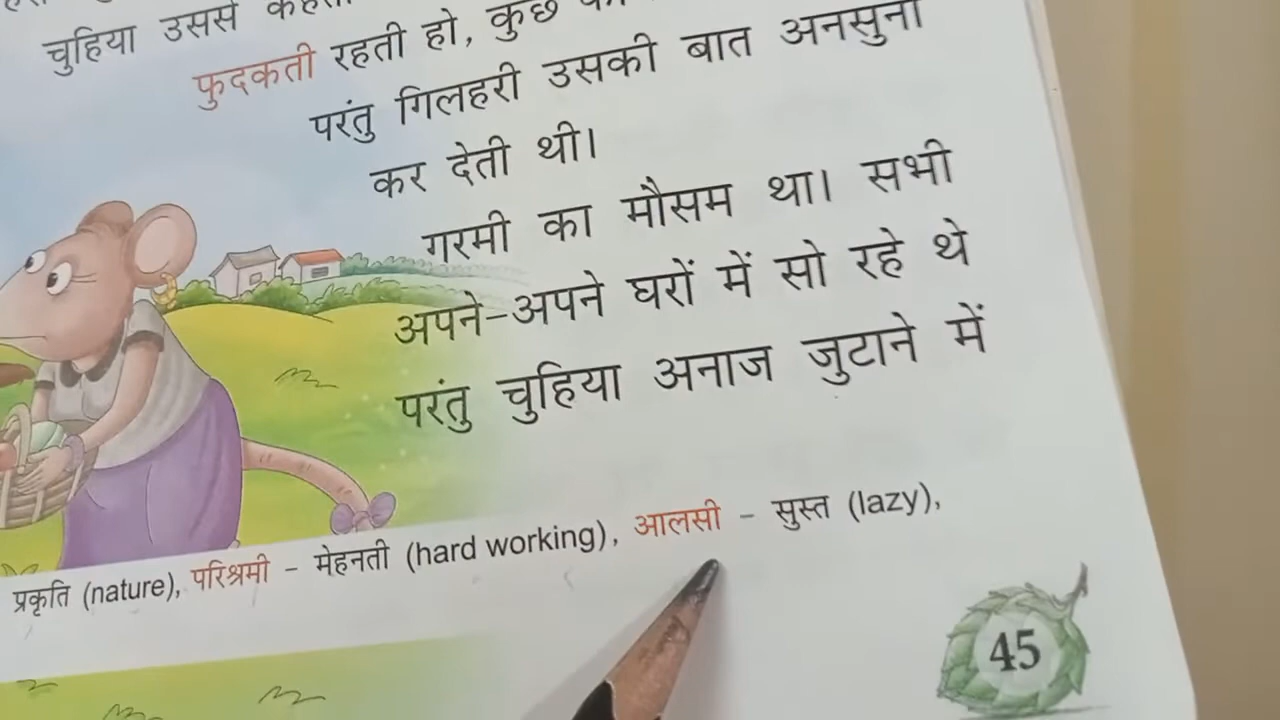 चुहिया उससे
फुदकती रहती हो, कुछ
परंतु गिलहरी उसकी बात अनसुना
कर देती थी।
गरमी का मौसम था। सभी
अपने-अपने घरों में सो रहे थे
परंतु चुहिया अनाज जुटाने में
प्रकृति (nature), परिश्रमी - मेहनती (hard working), आलसी - सुस्त (lazy),
45